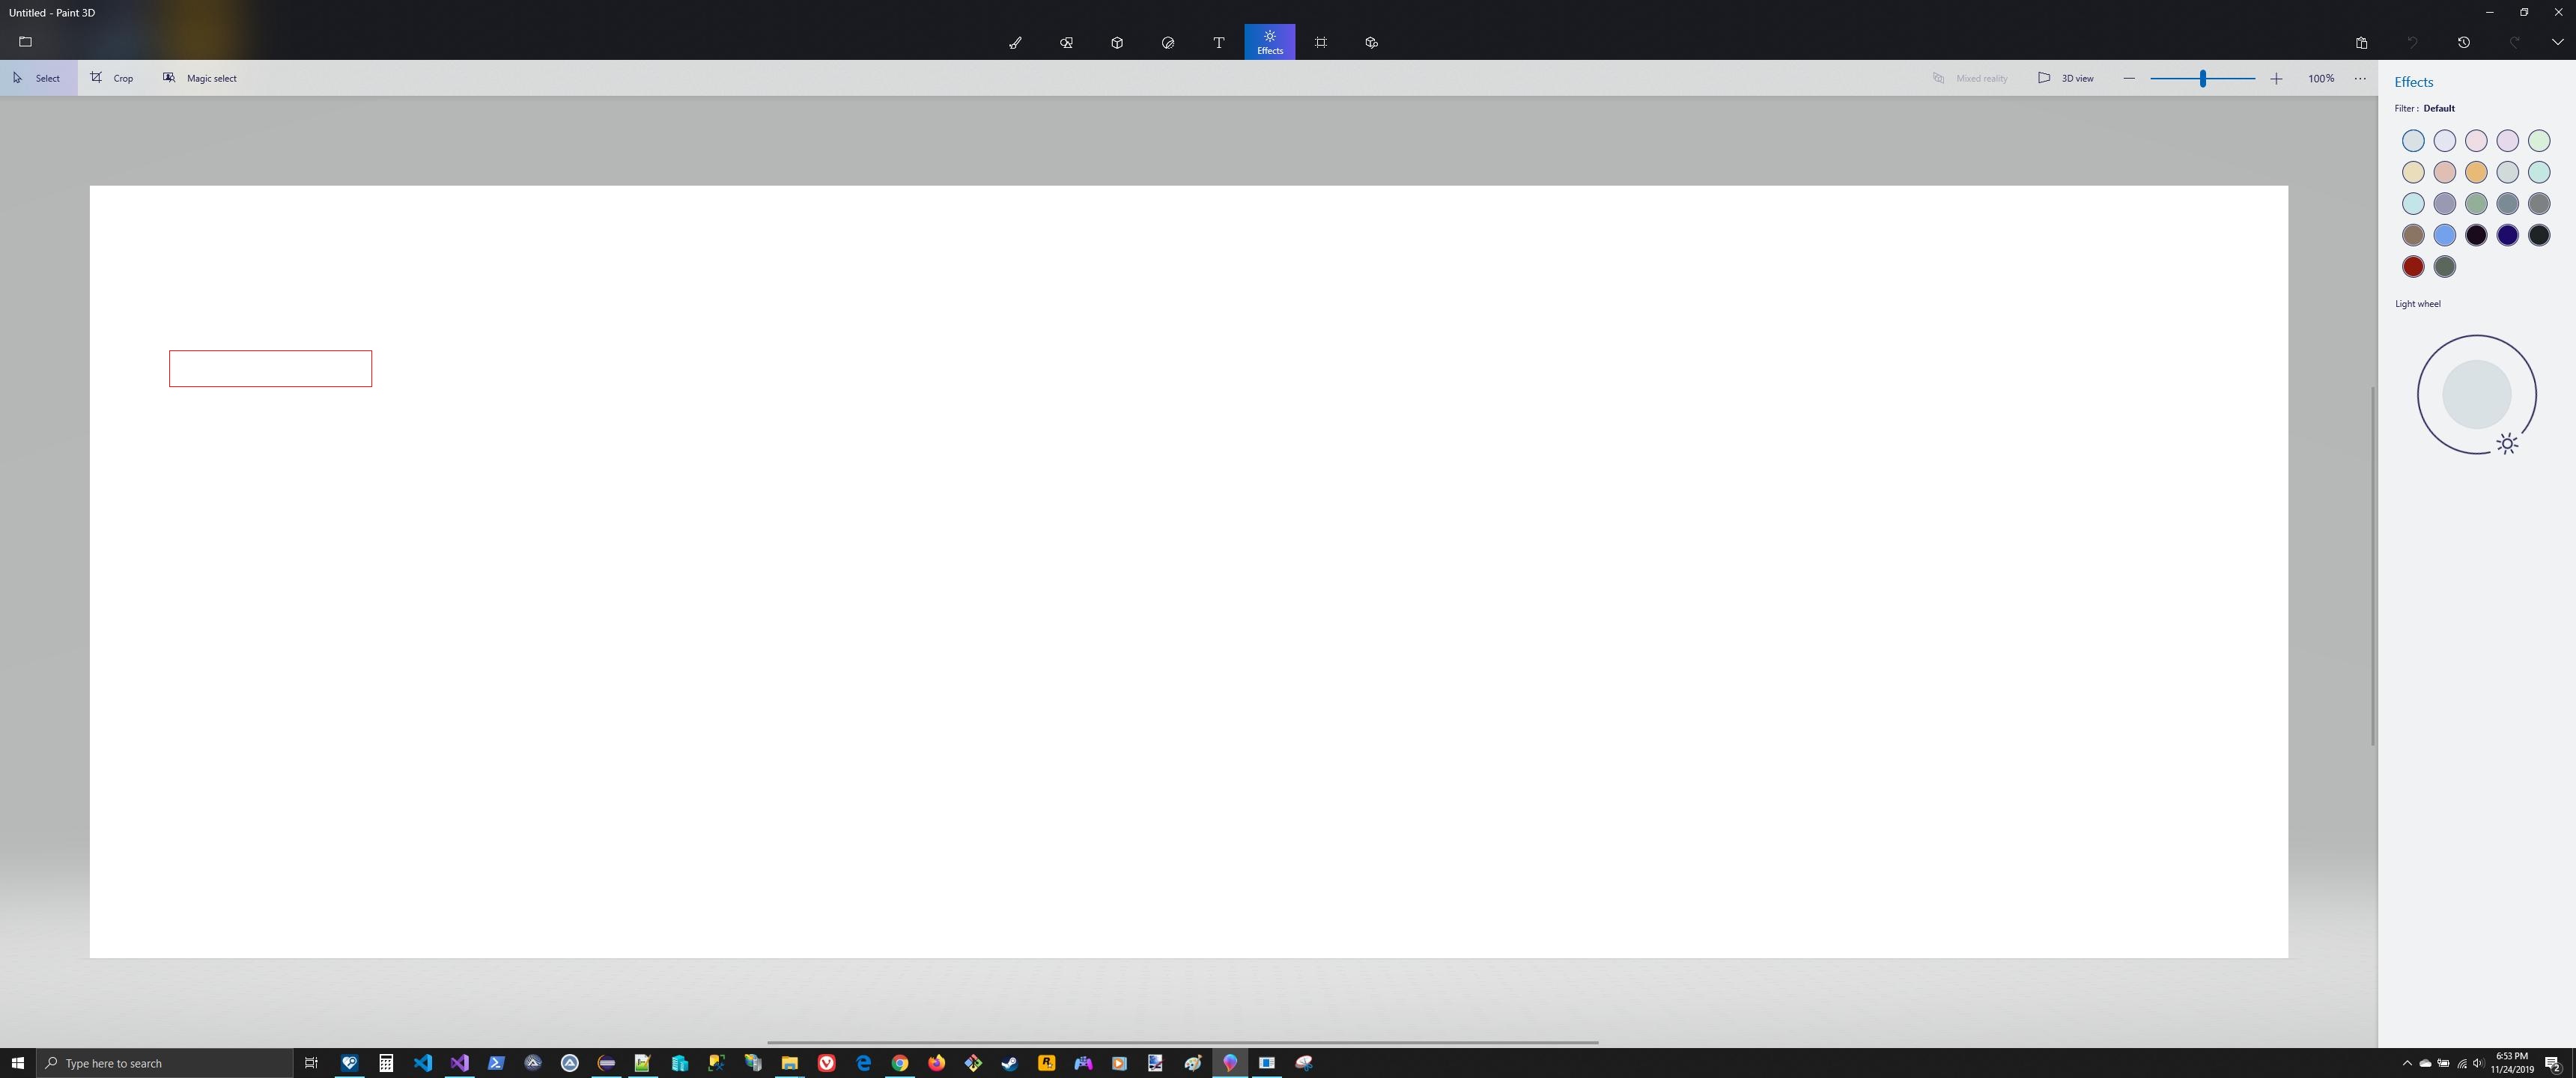 Untitled - Paint 3D
Effects
Select Crop Magic select Mixed reality 3D view 100%
Effects
Filter : Default
Light wheel
Type here to search
6:53 PM
11/24/2019
2